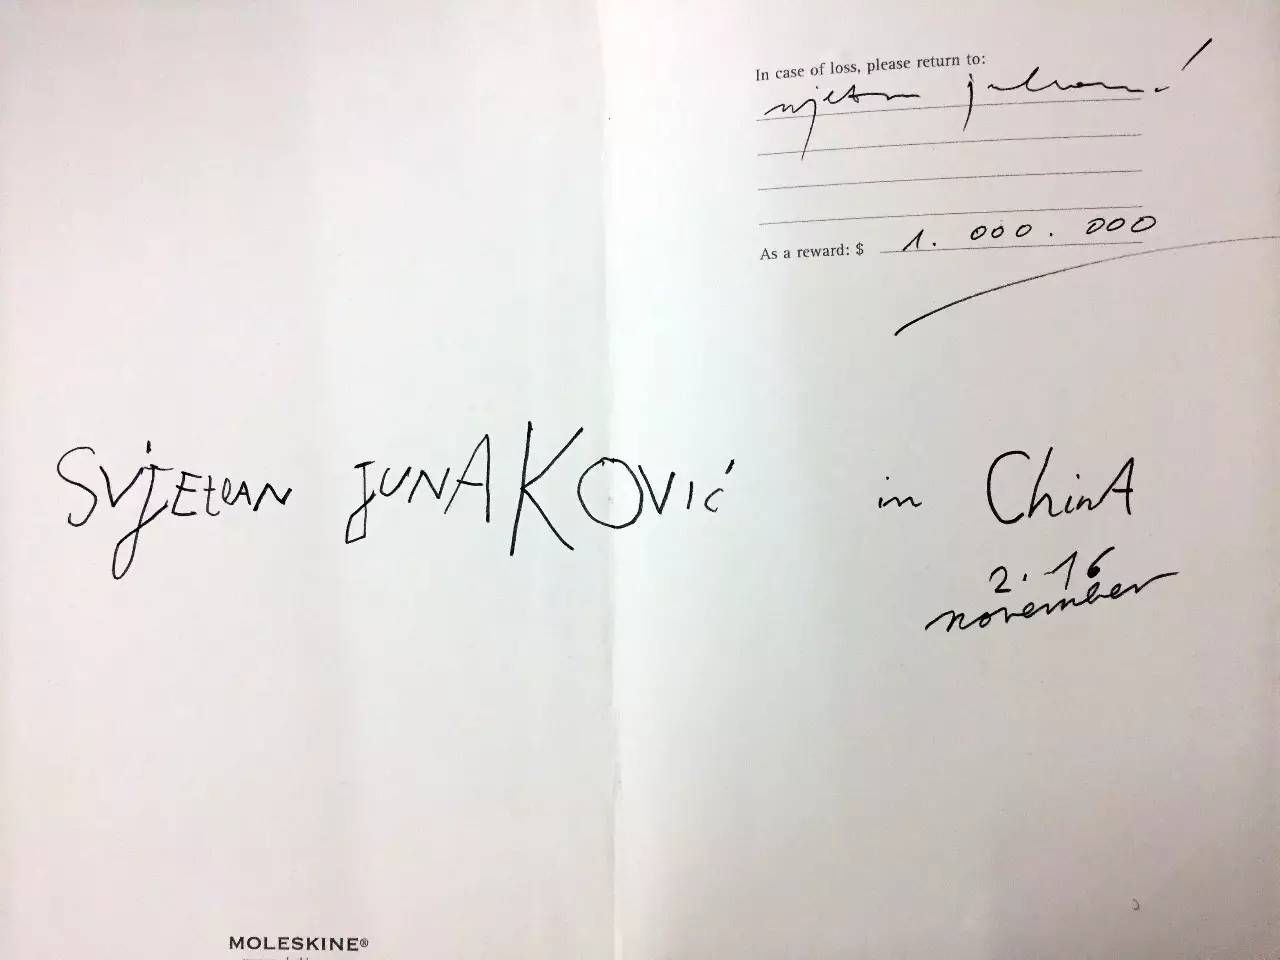 In case of loss, please return to:
As a reward: $ 1.000.000
SVjEtlAN jUNAKOVIĆ in ChinA
2.16
november
MOLESKINE®